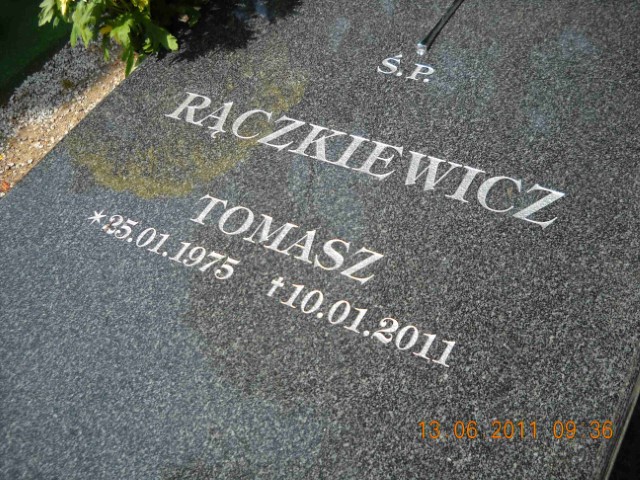 Ś.P.
RĄCZKIEWICZ
TOMASZ
*25.01.1975 †10.01.2011
13 06 2011 09 36